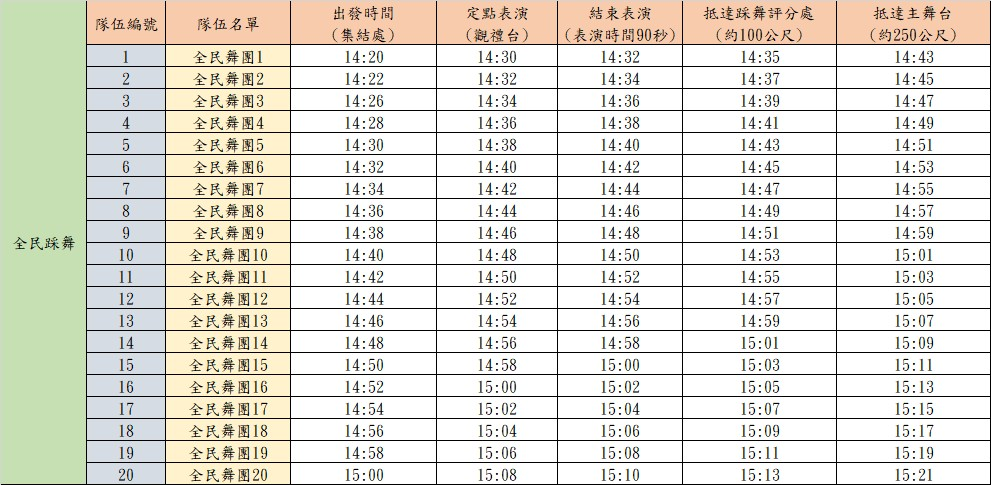 隊伍編號 隊伍名單 出發時間 定點表演 結束表演 抵達踩舞評分處 抵達主舞台
(集結處) (觀禮台) (表演時間90秒) (約100公尺) (約250公尺)
1 全民舞團1 14:20 14:30 14:32 14:35 14:43
2 全民舞團2 14:22 14:32 14:34 14:37 14:45
3 全民舞團3 14:26 14:34 14:36 14:39 14:47
4 全民舞團4 14:28 14:36 14:38 14:41 14:49
5 全民舞團5 14:30 14:38 14:40 14:43 14:51
6 全民舞團6 14:32 14:40 14:42 14:45 14:53
7 全民舞團7 14:34 14:42 14:44 14:47 14:55
8 全民舞團8 14:36 14:44 14:46 14:49 14:57
9 全民舞團9 14:38 14:46 14:48 14:51 14:59
全民踩舞
10 全民舞團10 14:40 14:48 14:50 14:53 15:01
11 全民舞團11 14:42 14:50 14:52 14:55 15:03
12 全民舞團12 14:44 14:52 14:54 14:57 15:05
13 全民舞團13 14:46 14:54 14:56 14:59 15:07
14 全民舞團14 14:48 14:56 14:58 15:01 15:09
15 全民舞團15 14:50 14:58 15:00 15:03 15:11
16 全民舞團16 14:52 15:00 15:02 15:05 15:13
17 全民舞團17 14:54 15:02 15:04 15:07 15:15
18 全民舞團18 14:56 15:04 15:06 15:09 15:17
19 全民舞團19 14:58 15:06 15:08 15:11 15:19
20 全民舞團20 15:00 15:08 15:10 15:13 15:21